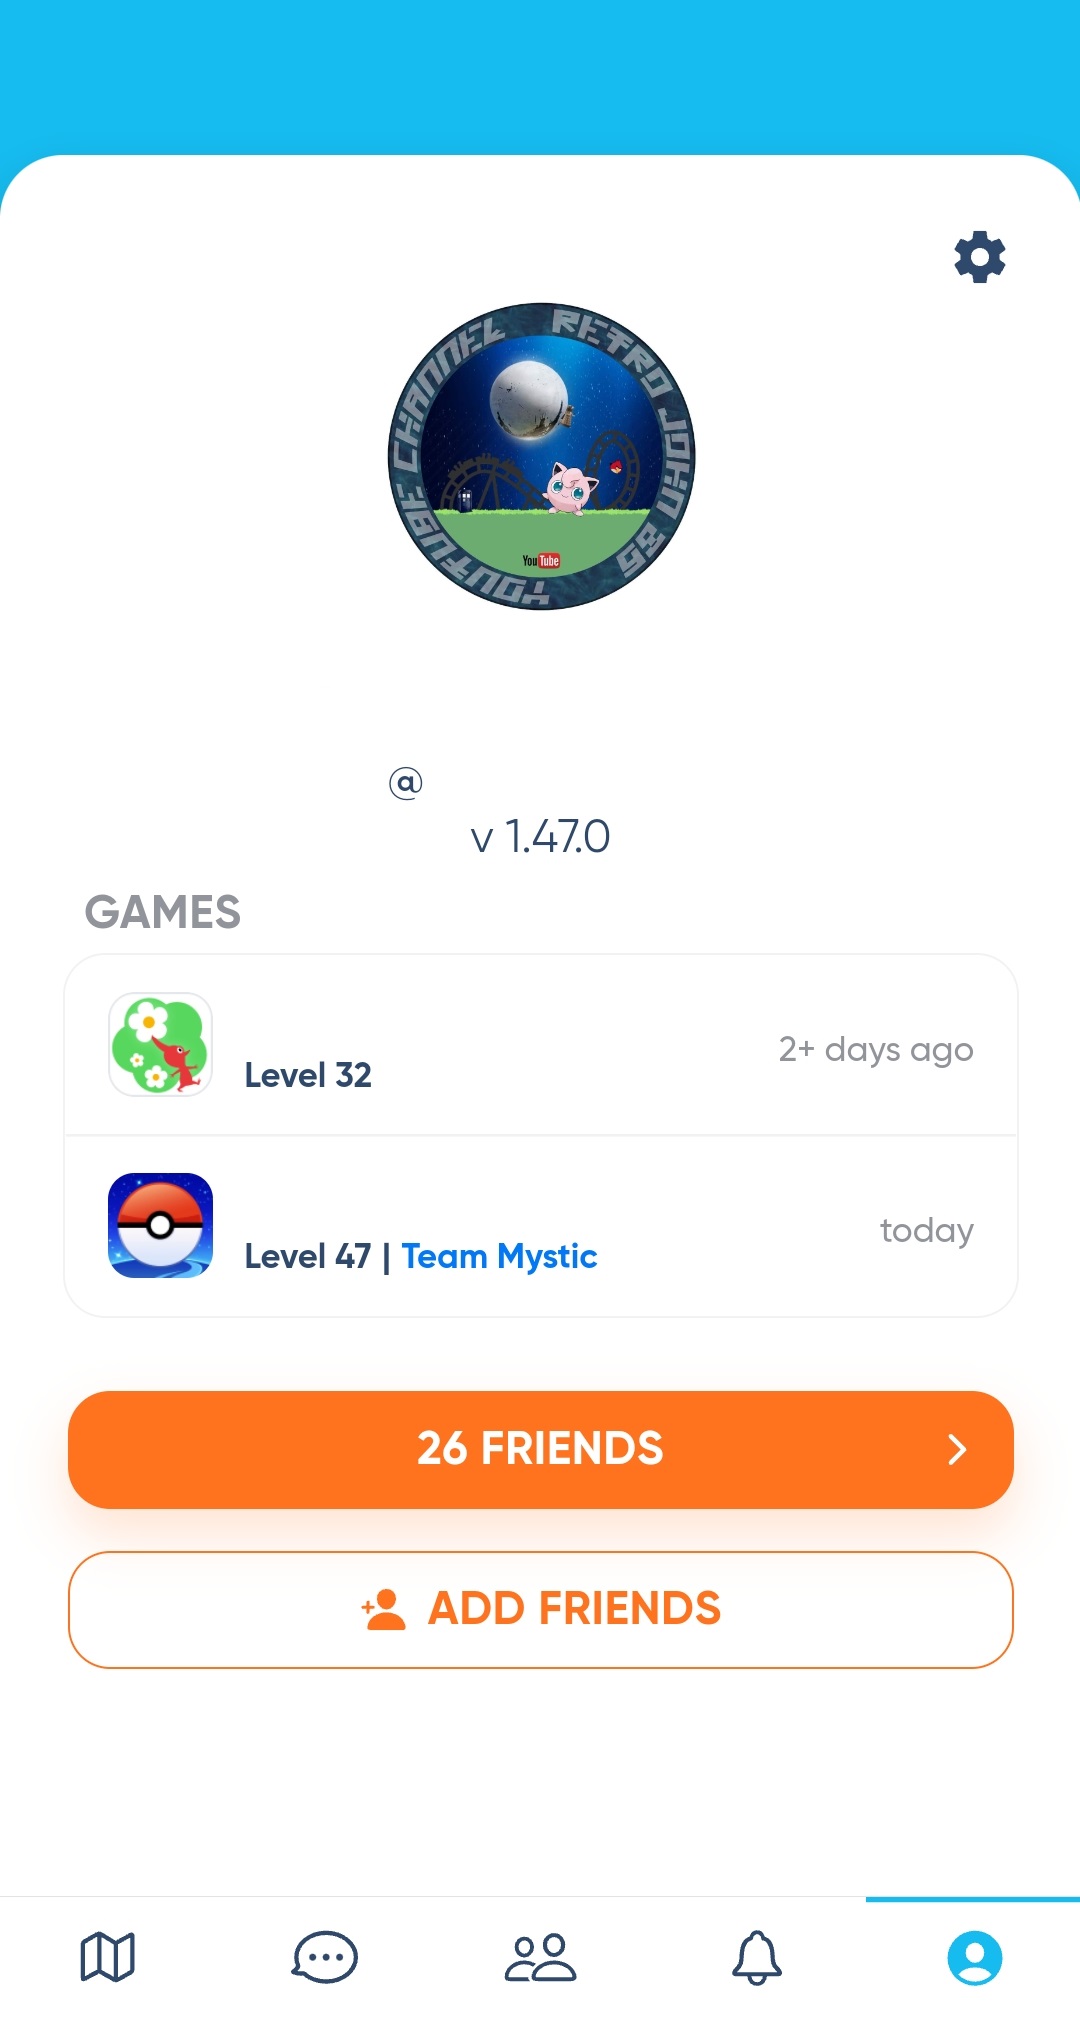 RETRO JOHN 85
YOUTUBE CHANNEL
YouTube
@
v 1.47.0
GAMES
2+ days ago
Level 32
today
Level 47 | Team Mystic
26 FRIENDS
ADD FRIENDS